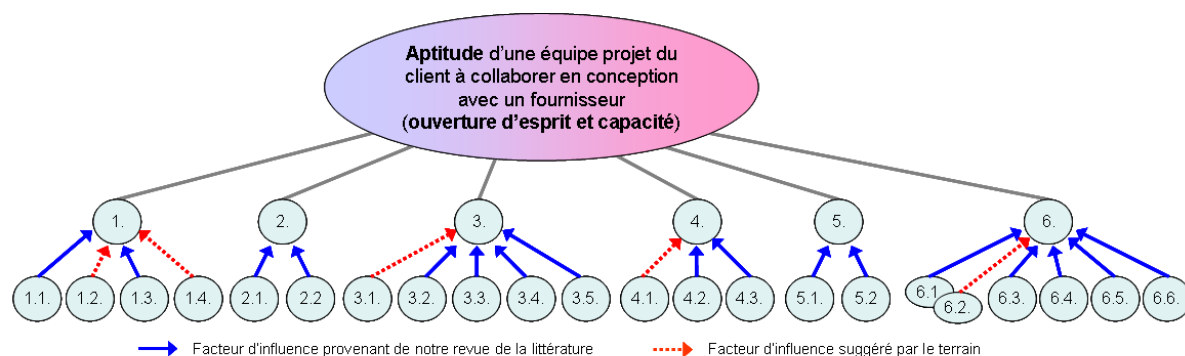 Aptitude d'une équipe projet du
client à collaborer en conception
avec un fournisseur
(ouverture d'esprit et capacité)
1. 2. 3. 4. 5. 6.
1.1. 1.2. 1.3. 1.4. 2.1. 2.2 3.1. 3.2. 3.3. 3.4. 3.5. 4.1. 4.2. 4.3. 5.1. 5.2 6.1 6.2. 6.3. 6.4. 6.5. 6.6.
Facteur d'influence provenant de notre revue de la littérature Facteur d'influence suggéré par le terrain